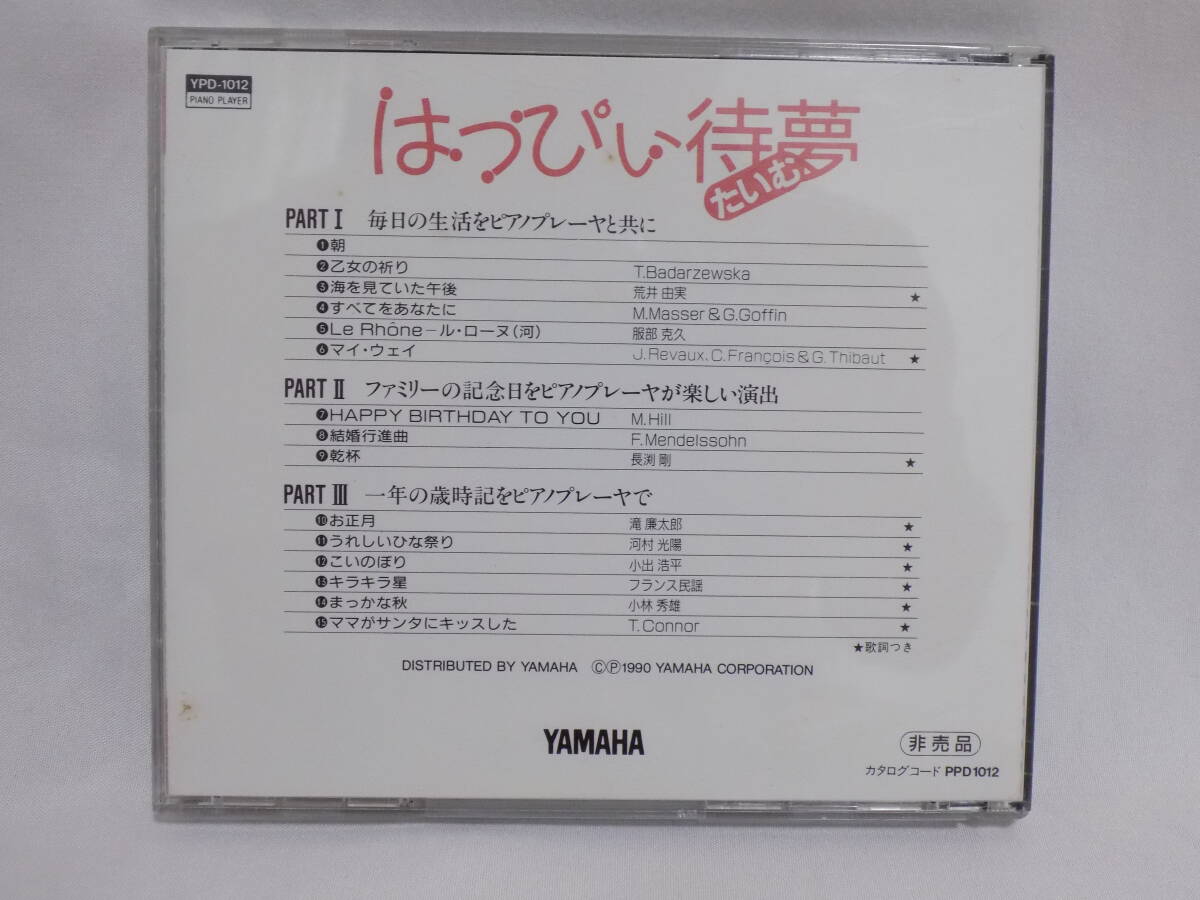 YPD-1012
PIANO PLAYER
はっぴい待夢
たいむ
PART Ⅰ 毎日の生活をピアノプレーヤと共に
❶朝
❷乙女の祈り T.Badarzewska
❸海を見ていた午後 荒井 由実 ★
❹すべてをあなたに M.Masser&G.Goffin
❺Le Rhône－ル・ローヌ(河) 服部 克久
❻マイ・ウェイ J.Revaux.C.François&G.Thibaut ★
PART Ⅱ ファミリーの記念日をピアノプレーヤが楽しい演出
❼HAPPY BIRTHDAY TO YOU M.Hill
❽結婚行進曲 F.Mendelssohn
❾乾杯 長渕 剛 ★
PART Ⅲ 一年の歳時記をピアノプレーヤで
❿お正月 滝 廉太郎 ★
⓫うれしいひな祭り 河村 光陽 ★
⓬こいのぼり 小出 浩平 ★
⓭キラキラ星 フランス民謡 ★
⓮まっかな秋 小林 秀雄 ★
⓯ママがサンタにキッスした T.Connor ★
★歌詞つき
DISTRIBUTED BY YAMAHA ⒸⓅ1990 YAMAHA CORPORATION
YAMAHA
非売品
カタログコード PPD1012